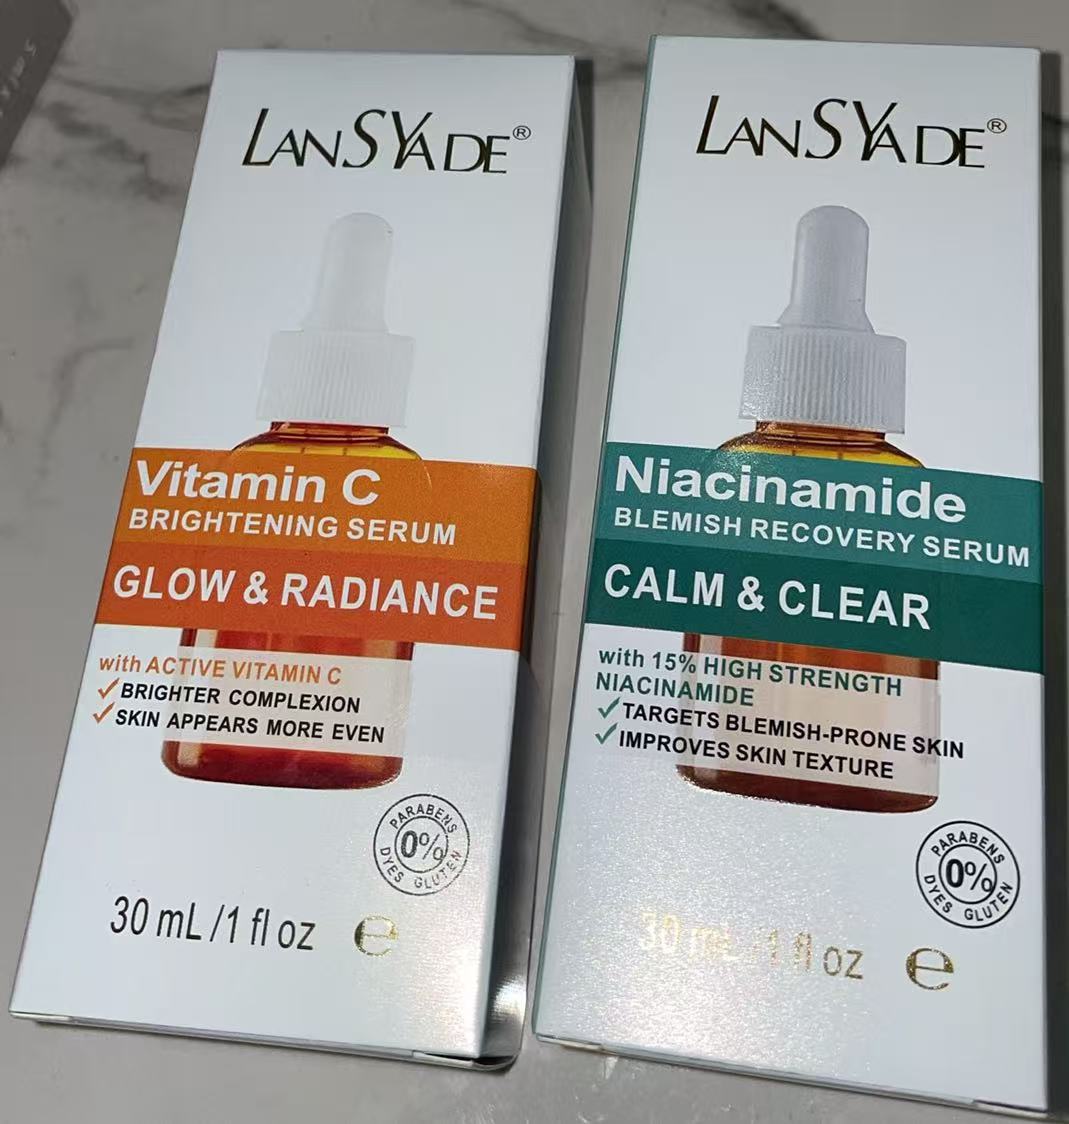 LANSYADE®
Vitamin C
BRIGHTENING SERUM
GLOW & RADIANCE
with ACTIVE VITAMIN C
BRIGHTER COMPLEXION
SKIN APPEARS MORE EVEN
PARABENS
0%
DYES GLUTEN
30 mL/1 fl oz e
LANSYADE®
Niacinamide
BLEMISH RECOVERY SERUM
CALM & CLEAR
with 15% HIGH STRENGTH
NIACINAMIDE
TARGETS BLEMISH-PRONE SKIN
IMPROVES SKIN TEXTURE
PARABENS
0%
DYES GLUTEN
30 mL/1 fl oz e